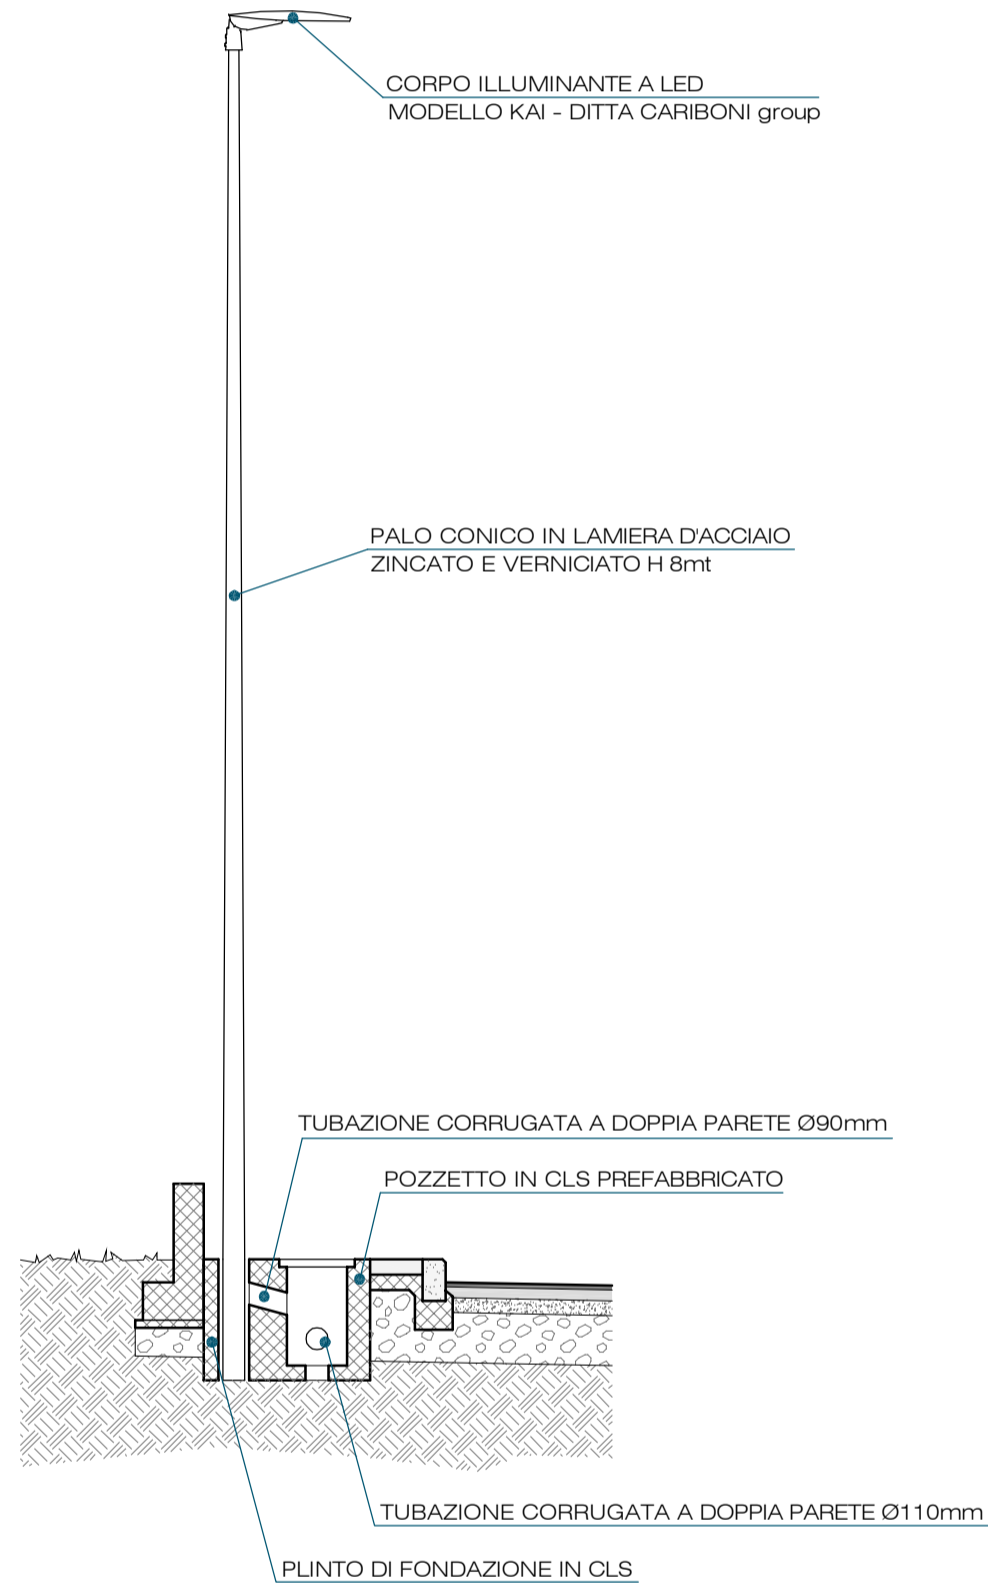 CORPO ILLUMINANTE A LED
MODELLO KAI - DITTA CARIBONI group
PALO CONICO IN LAMIERA D'ACCIAIO
ZINCATO E VERNICIATO H 8mt
TUBAZIONE CORRUGATA A DOPPIA PARETE Ø90mm
POZZETTO IN CLS PREFABBRICATO
TUBAZIONE CORRUGATA A DOPPIA PARETE Ø110mm
PLINTO DI FONDAZIONE IN CLS